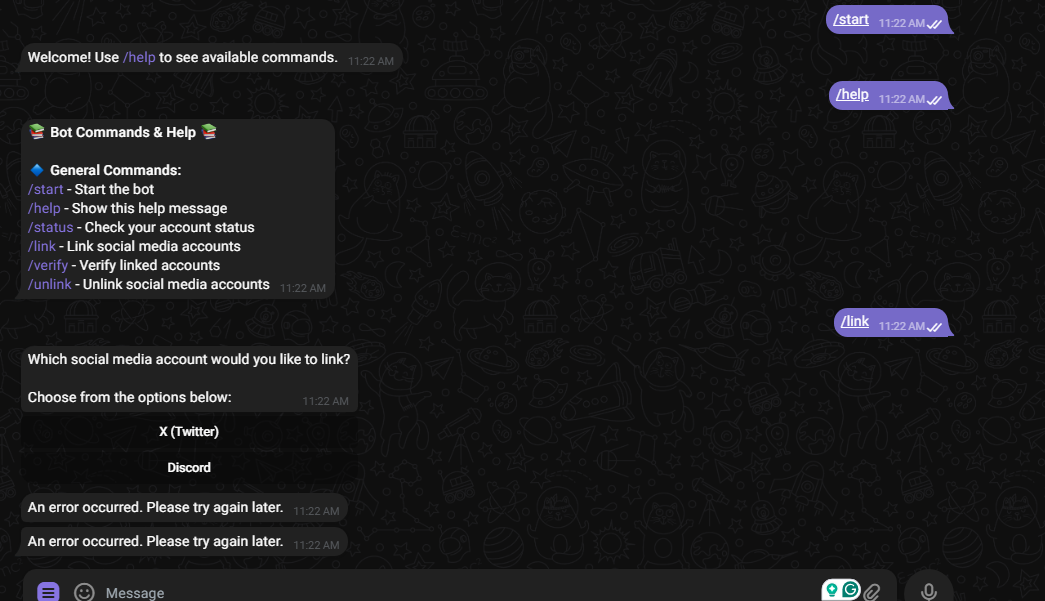 /start 11:22 AM
Welcome! Use /help to see available commands. 11:22 AM
/help 11:22 AM
📚 Bot Commands & Help 📚
🔷 General Commands:
/start - Start the bot
/help - Show this help message
/status - Check your account status
/link - Link social media accounts
/verify - Verify linked accounts
/unlink - Unlink social media accounts 11:22 AM
/link 11:22 AM
Which social media account would you like to link?
Choose from the options below: 11:22 AM
X (Twitter)
Discord
An error occurred. Please try again later. 11:22 AM
An error occurred. Please try again later. 11:22 AM
Message